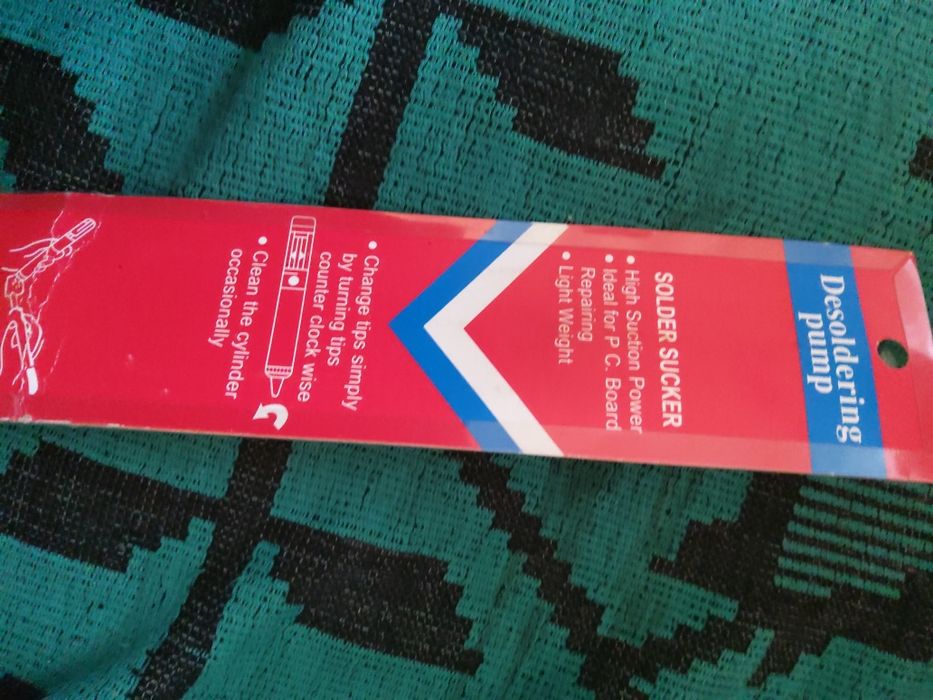 Desoldering
pump
SOLDER SUCKER
• High Suction Power
• Ideal for P C. Board
Repairing
• Light Weight
• Change tips simply
by turning tips
counter clock wise
• Clean the cylinder
occasionally